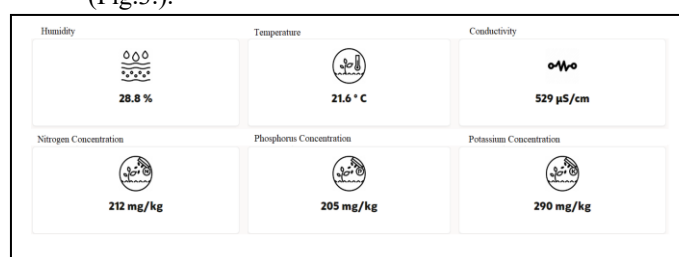 (Fig.5.).
Humidity
Temperature
Conductivity
28.8 %
21.6 ° C
529 µS/cm
Nitrogen Concentration
Phosphorus Concentration
Potassium Concentration
212 mg/kg
205 mg/kg
290 mg/kg